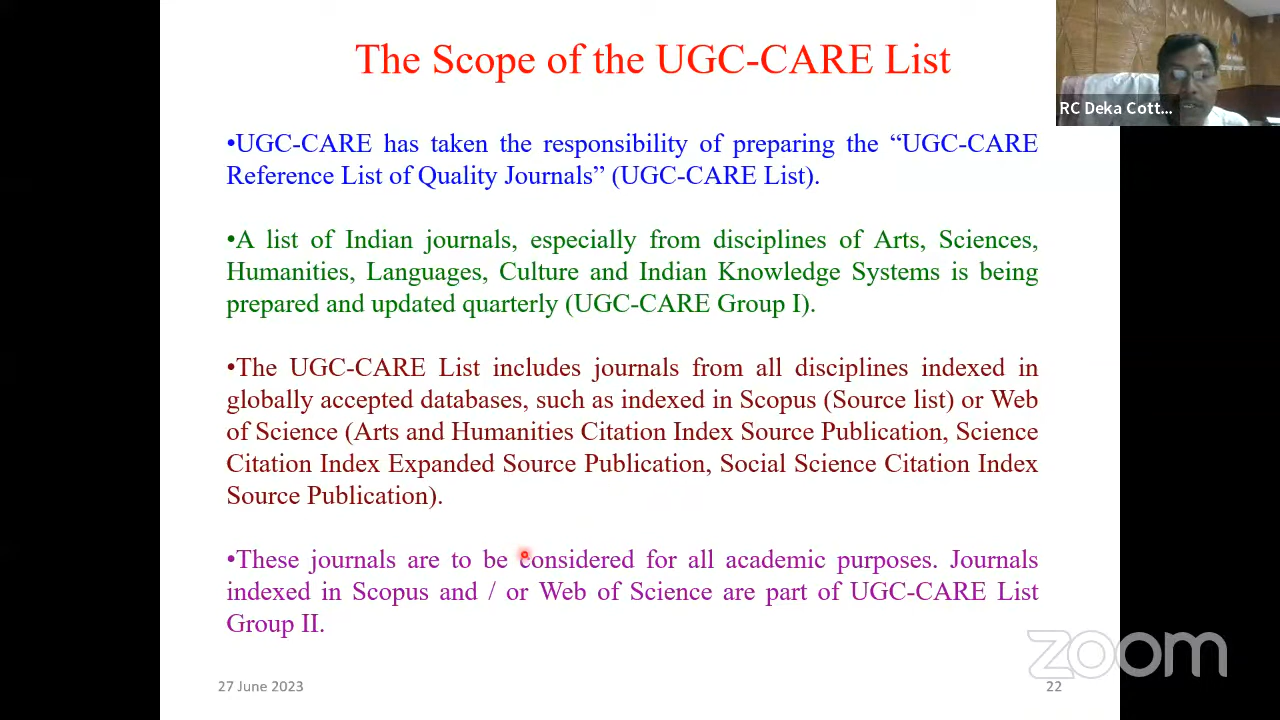 The Scope of the UGC-CARE List
RC Deka Cott...
•UGC-CARE has taken the responsibility of preparing the “UGC-CARE
Reference List of Quality Journals” (UGC-CARE List).
•A list of Indian journals, especially from disciplines of Arts, Sciences,
Humanities, Languages, Culture and Indian Knowledge Systems is being
prepared and updated quarterly (UGC-CARE Group I).
•The UGC-CARE List includes journals from all disciplines indexed in
globally accepted databases, such as indexed in Scopus (Source list) or Web
of Science (Arts and Humanities Citation Index Source Publication, Science
Citation Index Expanded Source Publication, Social Science Citation Index
Source Publication).
•These journals are to be considered for all academic purposes. Journals
indexed in Scopus and / or Web of Science are part of UGC-CARE List
Group II.
zoom
27 June 2023
22